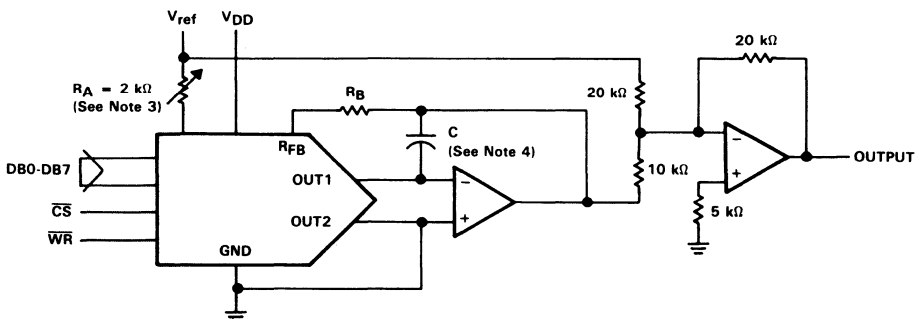 Vref
VDD
20 kΩ
RA = 2 kΩ
(See Note 3)
RB
20 kΩ
RFB
C
(See Note 4)
DB0-DB7
OUT1
−
−
OUTPUT
10 kΩ
+
CS
OUT2
+
5 kΩ
WR
GND